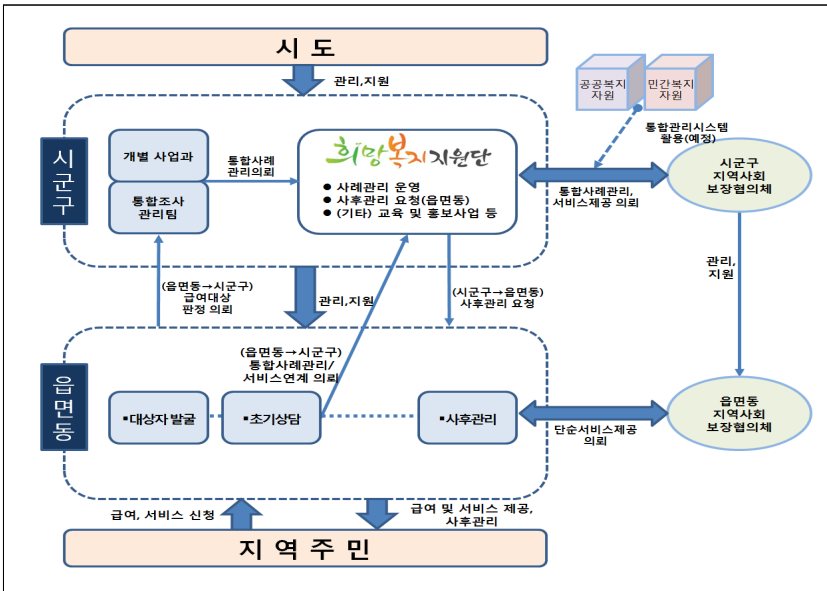 시 도
관리,지원
공공복지
자원
민간복지
자원
통합관리시스템
활용(예정)
시군구
개별 사업과
통합조사
관리팀
통합사례
관리의뢰
희망복지지원단
● 사례관리 운영
● 사후관리 요청(읍면동)
● (기타) 교육 및 홍보사업 등
통합사례관리,
서비스제공 의뢰
시군구
지역사회
보장협의체
관리,
지원
(읍면동→시군구)
급여대상
판정 의뢰
관리,지원
(시군구→읍면동)
사후관리 요청
(읍면동→시군구)
통합사례관리/
서비스연계 의뢰
읍면동
▪대상자 발굴
▪초기상담
▪사후관리
단순서비스제공
의뢰
읍면동
지역사회
보장협의체
급여, 서비스 신청
급여 및 서비스 제공,
사후관리
지 역 주 민